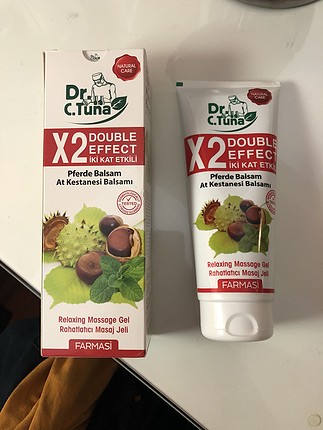 NATURAL
CARE
Dr.
C.Tuna
X2 DOUBLE
EFFECT
İKİ KAT ETKİLİ
Pferde Balsam
At Kestanesi Balsamı
TESTED
Relaxing Massage Gel
Rahatlatıcı Masaj Jeli
FARMASİ
NATURAL
CARE
Dr.
C.Tuna
X2 DOUBLE
EFFECT
İKİ KAT ETKİLİ
Pferde Balsam
At Kestanesi Balsamı
Relaxing Massage Gel
Rahatlatıcı Masaj Jeli
FARMASİ